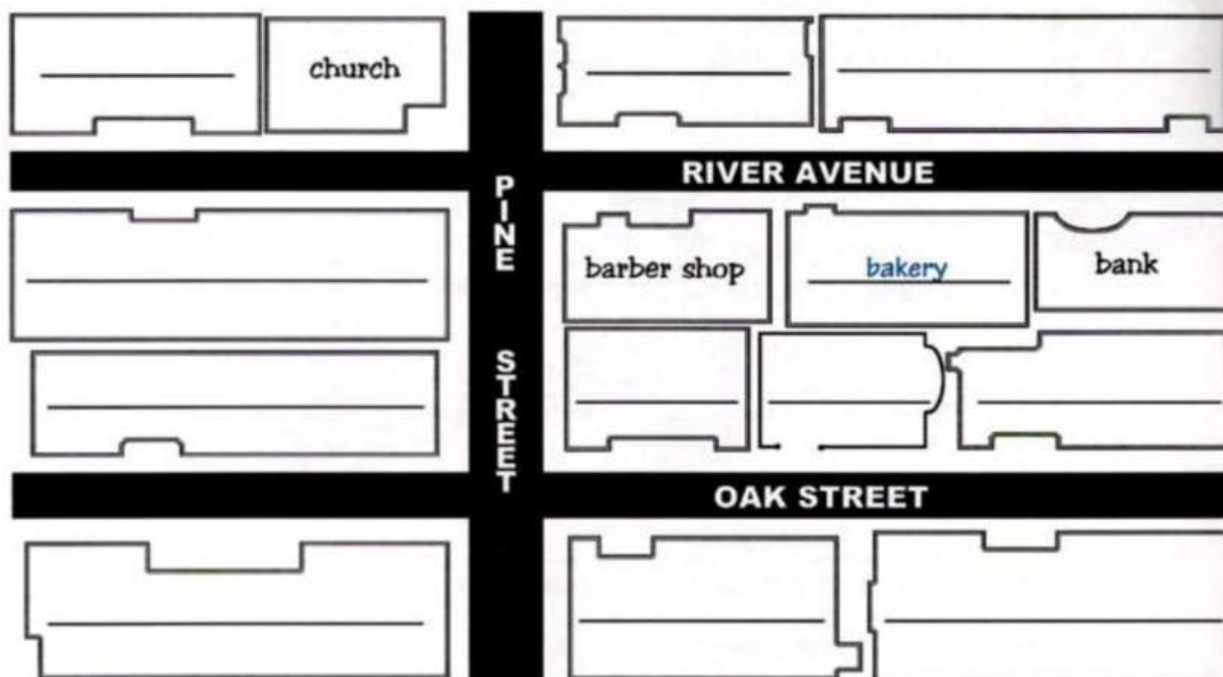 church
RIVER AVENUE
PINE STREET
barber shop
bakery
bank
OAK STREET